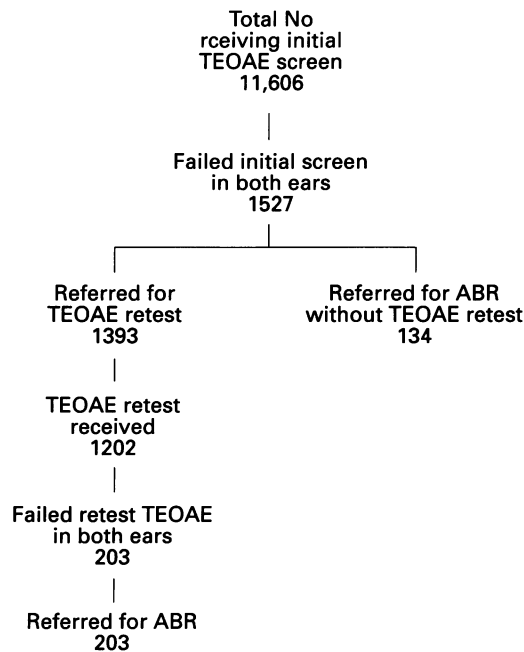 Total No
rceiving initial
TEOAE screen
11,606
Failed initial screen
in both ears
1527
Referred for
TEOAE retest
1393
Referred for ABR
without TEOAE retest
134
TEOAE retest
received
1202
Failed retest TEOAE
in both ears
203
Referred for ABR
203